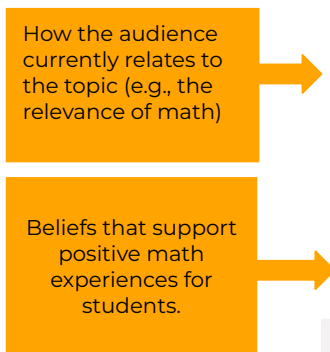 How the audience
currently relates to
the topic (e.g., the
relevance of math)
Beliefs that support
positive math
experiences for
students.